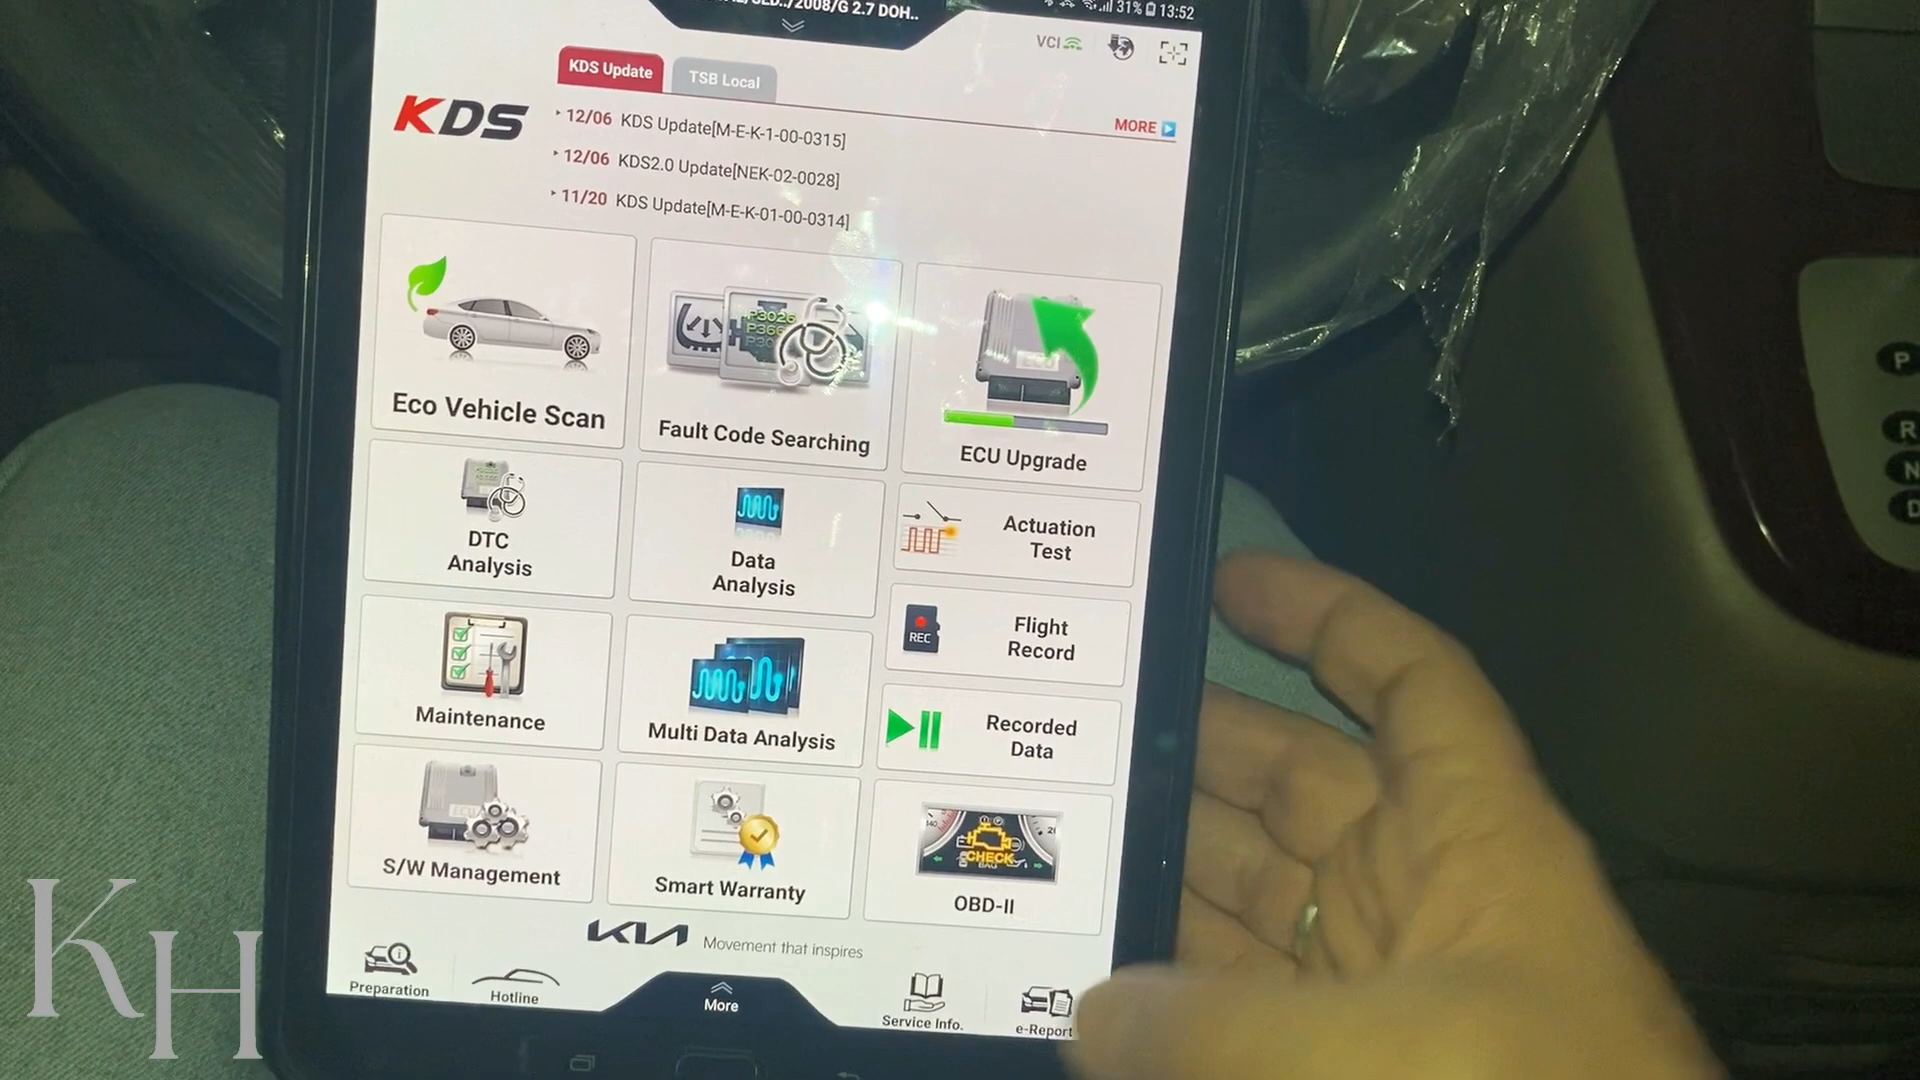 /2008/G 2.7 DOH..
31% 13:52
VCI
KDS Update
TSB Local
KDS
12/06 KDS Update[M-E-K-1-00-0315]
MORE
12/06 KDS2.0 Update[NEK-02-0028]
11/20 KDS Update[M-E-K-01-00-0314]
P3026
ECU
Eco Vehicle Scan
Fault Code Searching
ECU Upgrade
DTC
Analysis
Data
Analysis
Actuation
Test
REC
Flight
Record
Maintenance
Multi Data Analysis
Recorded
Data
ECU
CHECK
S/W Management
Smart Warranty
OBD-II
KIA Movement that inspires
Preparation
Hotline
More
Service Info.
e-Report
P
R
N
D
KH